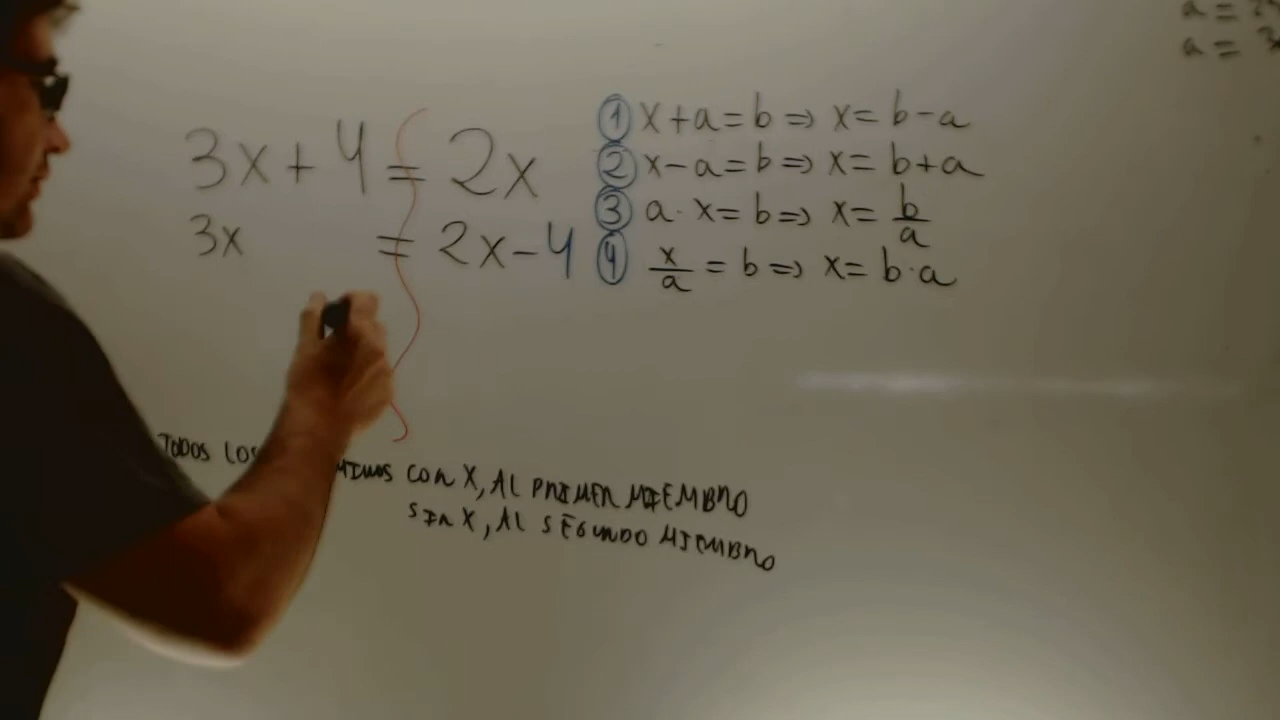 3x + 4 = 2x
3x = 2x - 4
① x + a = b => x = b - a
② x - a = b => x = b + a
③ a · x = b => x = b/a
④ x/a = b => x = b · a
TODOS LOS CON X, AL PRIMER MIEMBRO
SIN X, AL SEGUNDO MIEMBRO
a =
a =